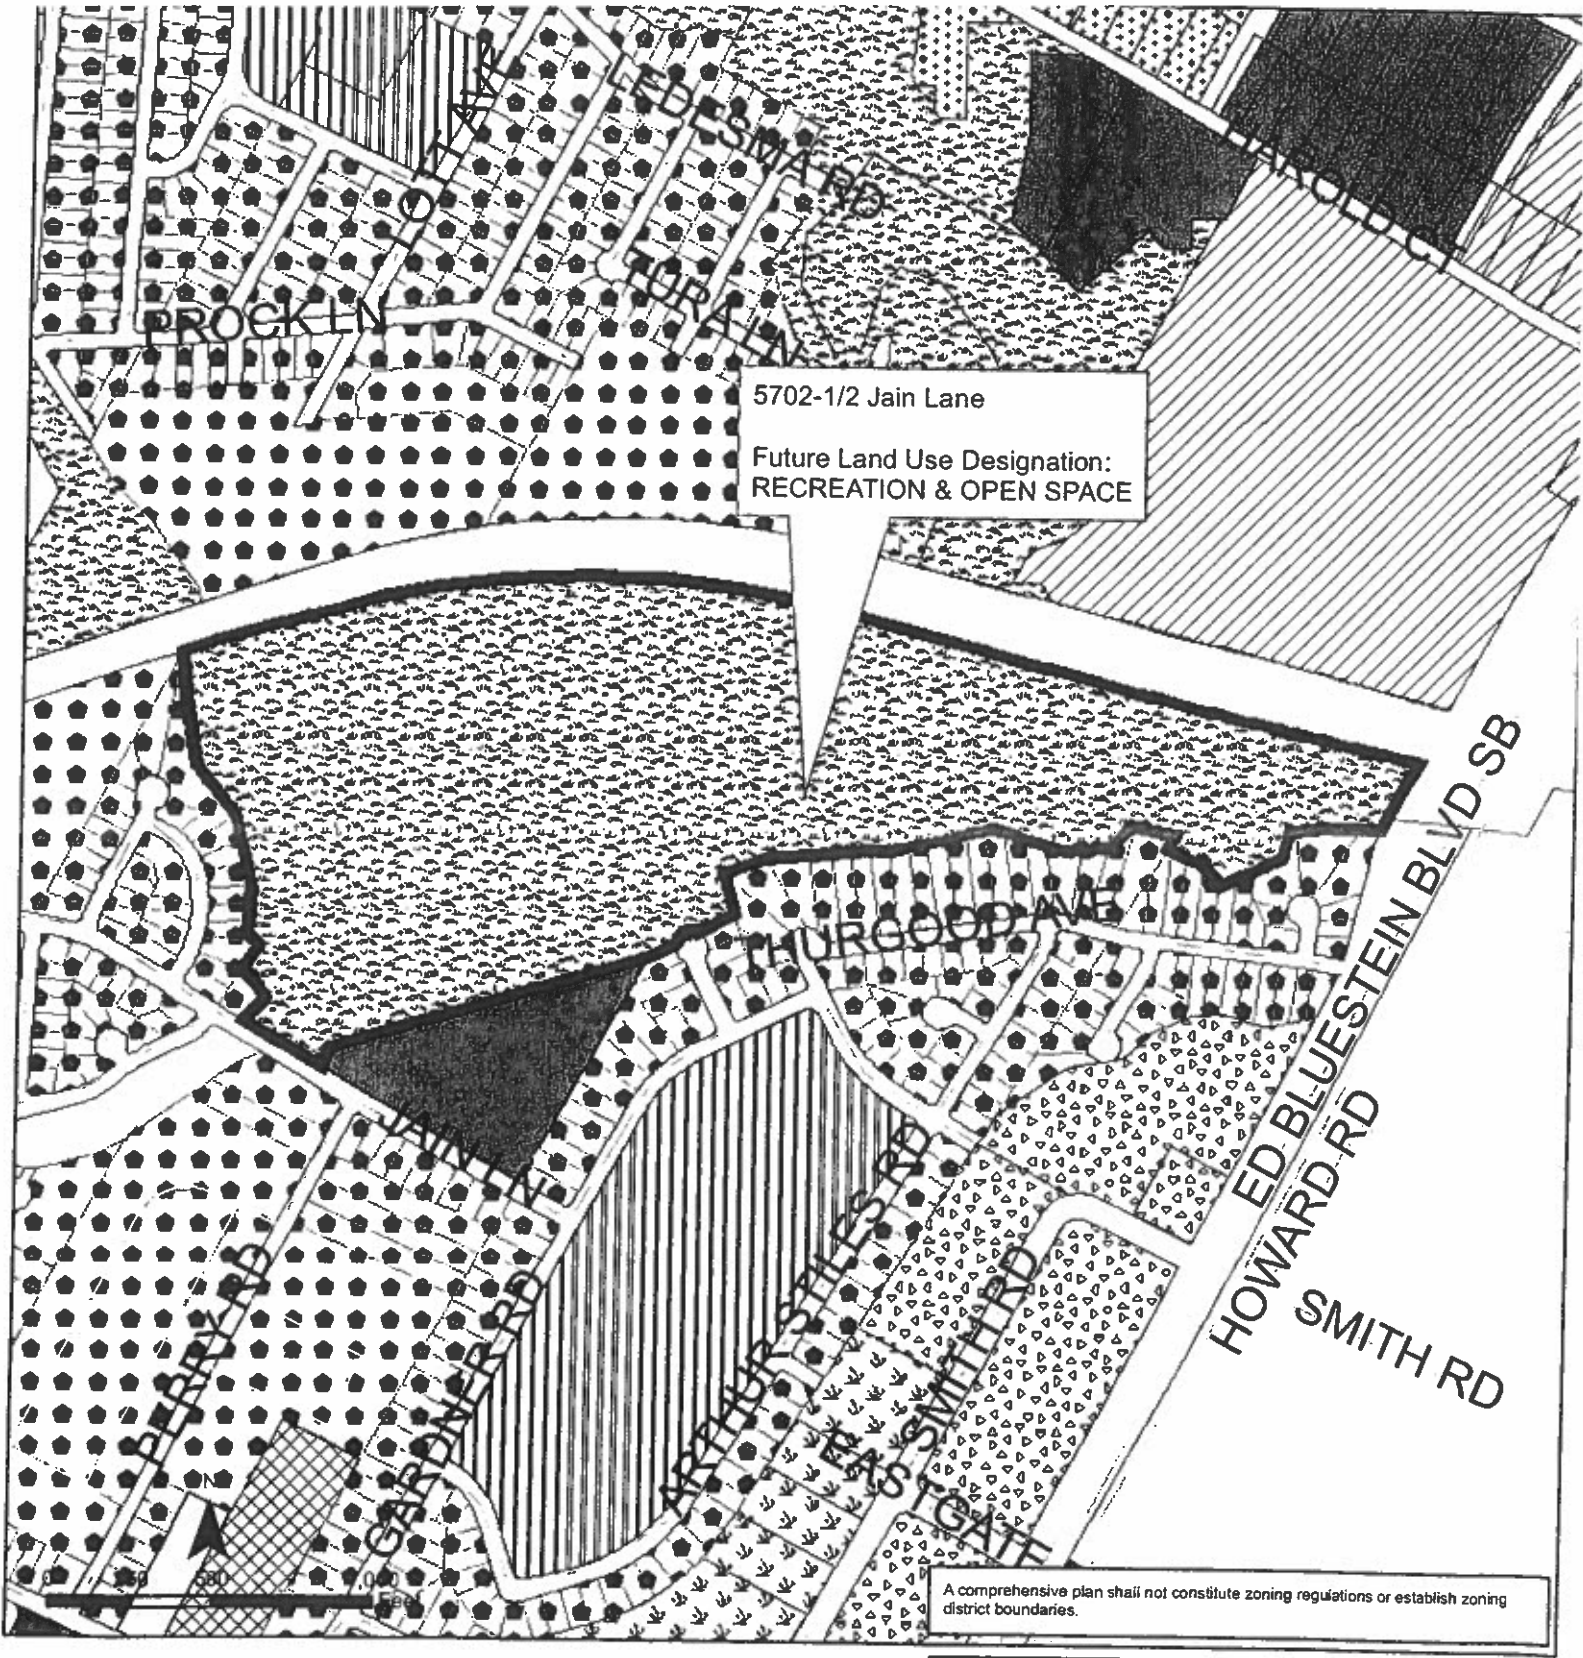 LOTT AVE
LEDESMA RD
HAROLD CT
PROCK LN
TORA LN
5702-1/2 Jain Lane
Future Land Use Designation:
RECREATION & OPEN SPACE
THURGOOD AVE
ED BLUESTEIN BLVD SB
JAIN LN
HOWARD RD
PERRY RD
GARDNER RD
ARTHUR STILES RD
SMITH RD
SMITH RD
EASTGATE
N
Feet
A comprehensive plan shall not constitute zoning regulations or establish zoning
district boundaries.